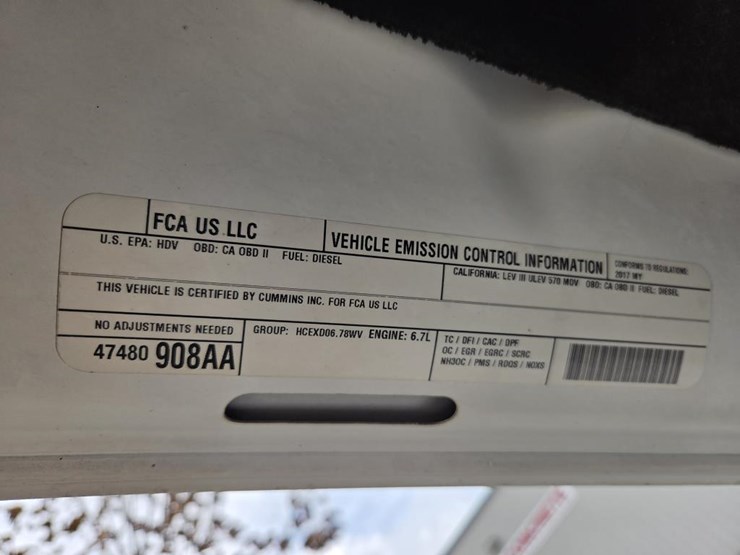 FCA US LLC
VEHICLE EMISSION CONTROL INFORMATION
CONFORMS TO REGULATIONS:
2017 MY
U.S. EPA: HDV OBD: CA OBD II FUEL: DIESEL
CALIFORNIA: LEV III ULEV 570 MDV OBD: CA OBD II FUEL: DIESEL
THIS VEHICLE IS CERTIFIED BY CUMMINS INC. FOR FCA US LLC
NO ADJUSTMENTS NEEDED
47480 908AA
GROUP: HCEXD06.78WV ENGINE: 6.7L
TC / DFI / CAC / DPF
OC / EGR / EGRC / SCRC
NH3OC / PMS / RDQS / NOXS